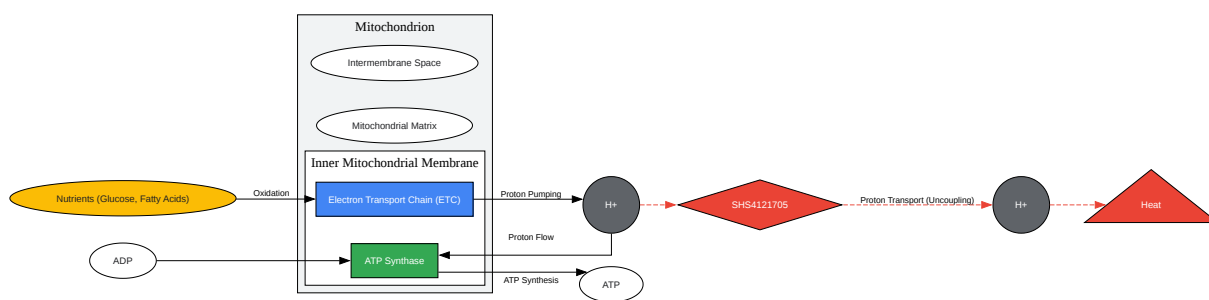 Mitochondrion
Intermembrane Space
Mitochondrial Matrix
Inner Mitochondrial Membrane
Nutrients (Glucose, Fatty Acids)
Oxidation
Electron Transport Chain (ETC)
Proton Pumping
H+
SHS4121705
Proton Transport (Uncoupling)
H+
Heat
Proton Flow
ADP
ATP Synthase
ATP Synthesis
ATP